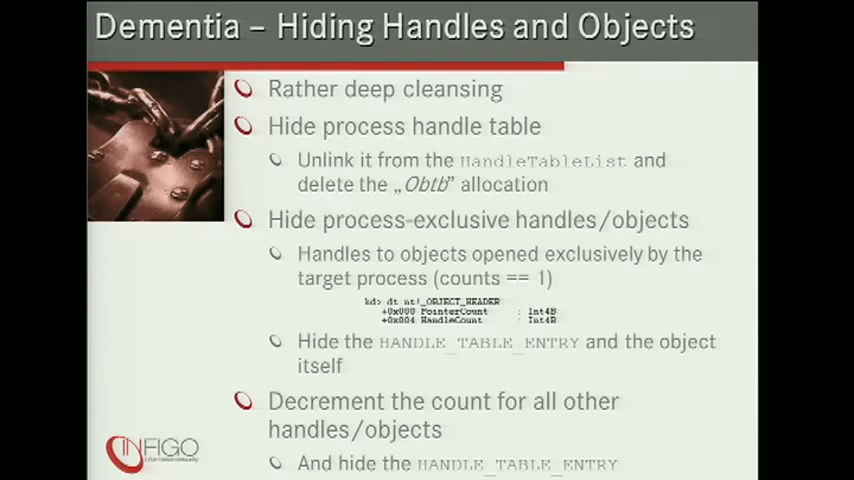 Dementia – Hiding Handles and Objects
Rather deep cleansing
Hide process handle table
Unlink it from the HandleTableList and
delete the „Obtb" allocation
Hide process-exclusive handles/objects
Handles to objects opened exclusively by the
target process (counts == 1)
kd> dt nt!_OBJECT_HEADER
+0x000 PointerCount : Int4B
+0x004 HandleCount : Int4B
Hide the HANDLE_TABLE_ENTRY and the object
itself
Decrement the count for all other
handles/objects
And hide the HANDLE_TABLE_ENTRY
INFIGO
information security